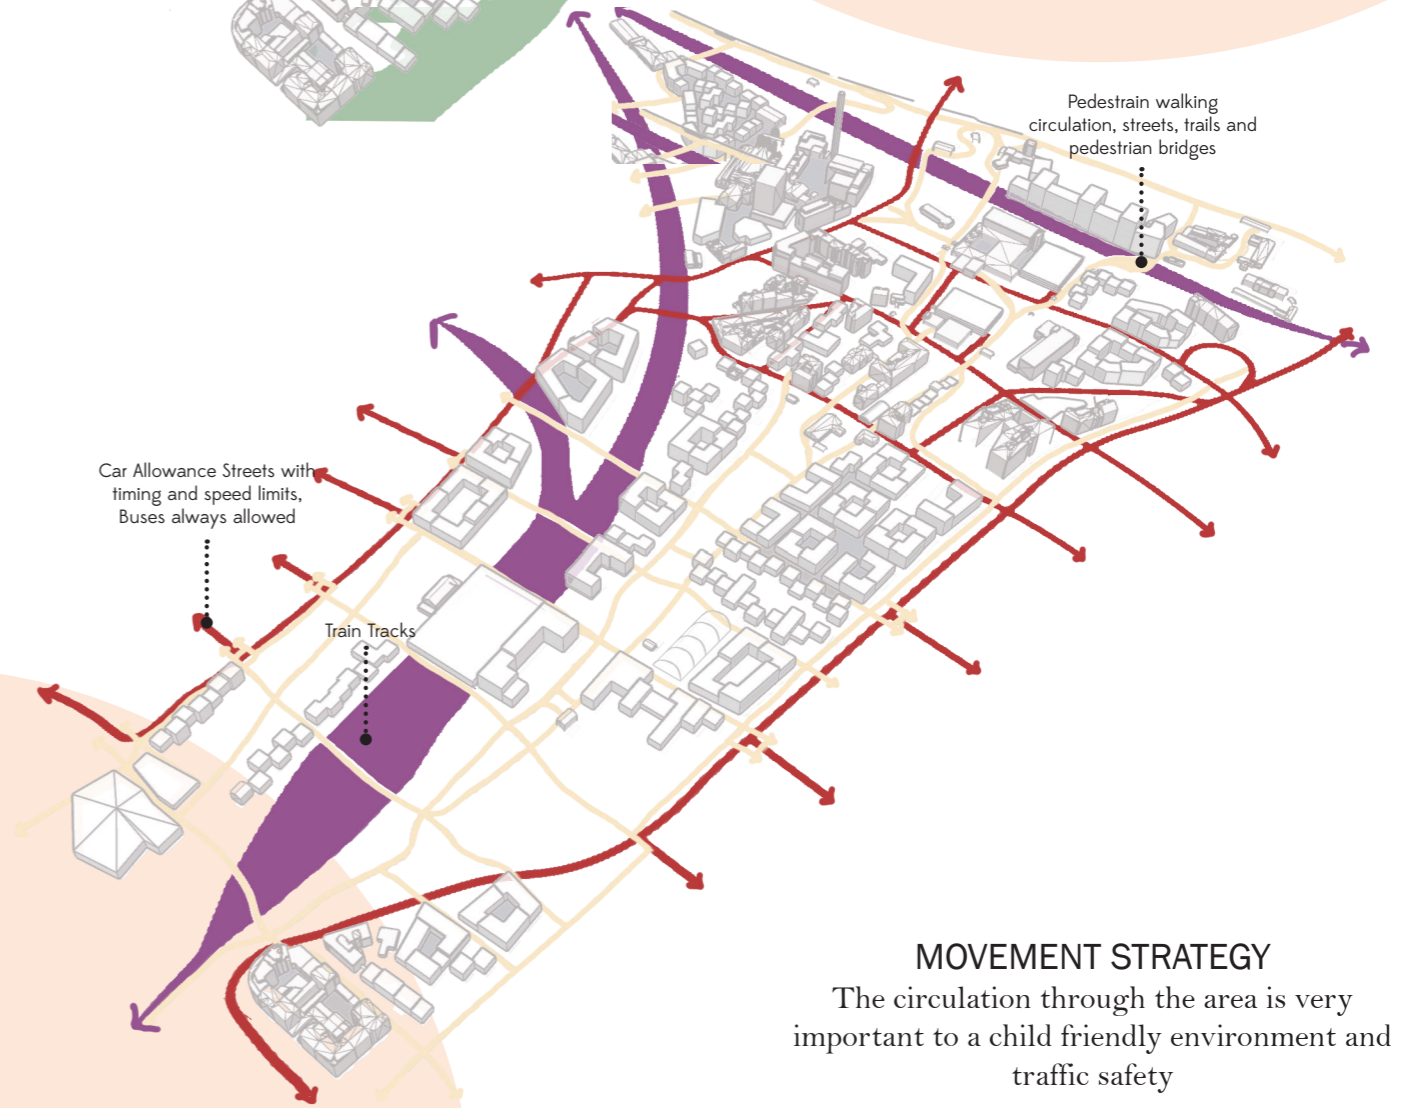 Pedestrain walking
circulation, streets, trails and
pedestrian bridges
Car Allowance Streets with
timing and speed limits,
Buses always allowed
Train Tracks
MOVEMENT STRATEGY
The circulation through the area is very
important to a child friendly environment and
traffic safety